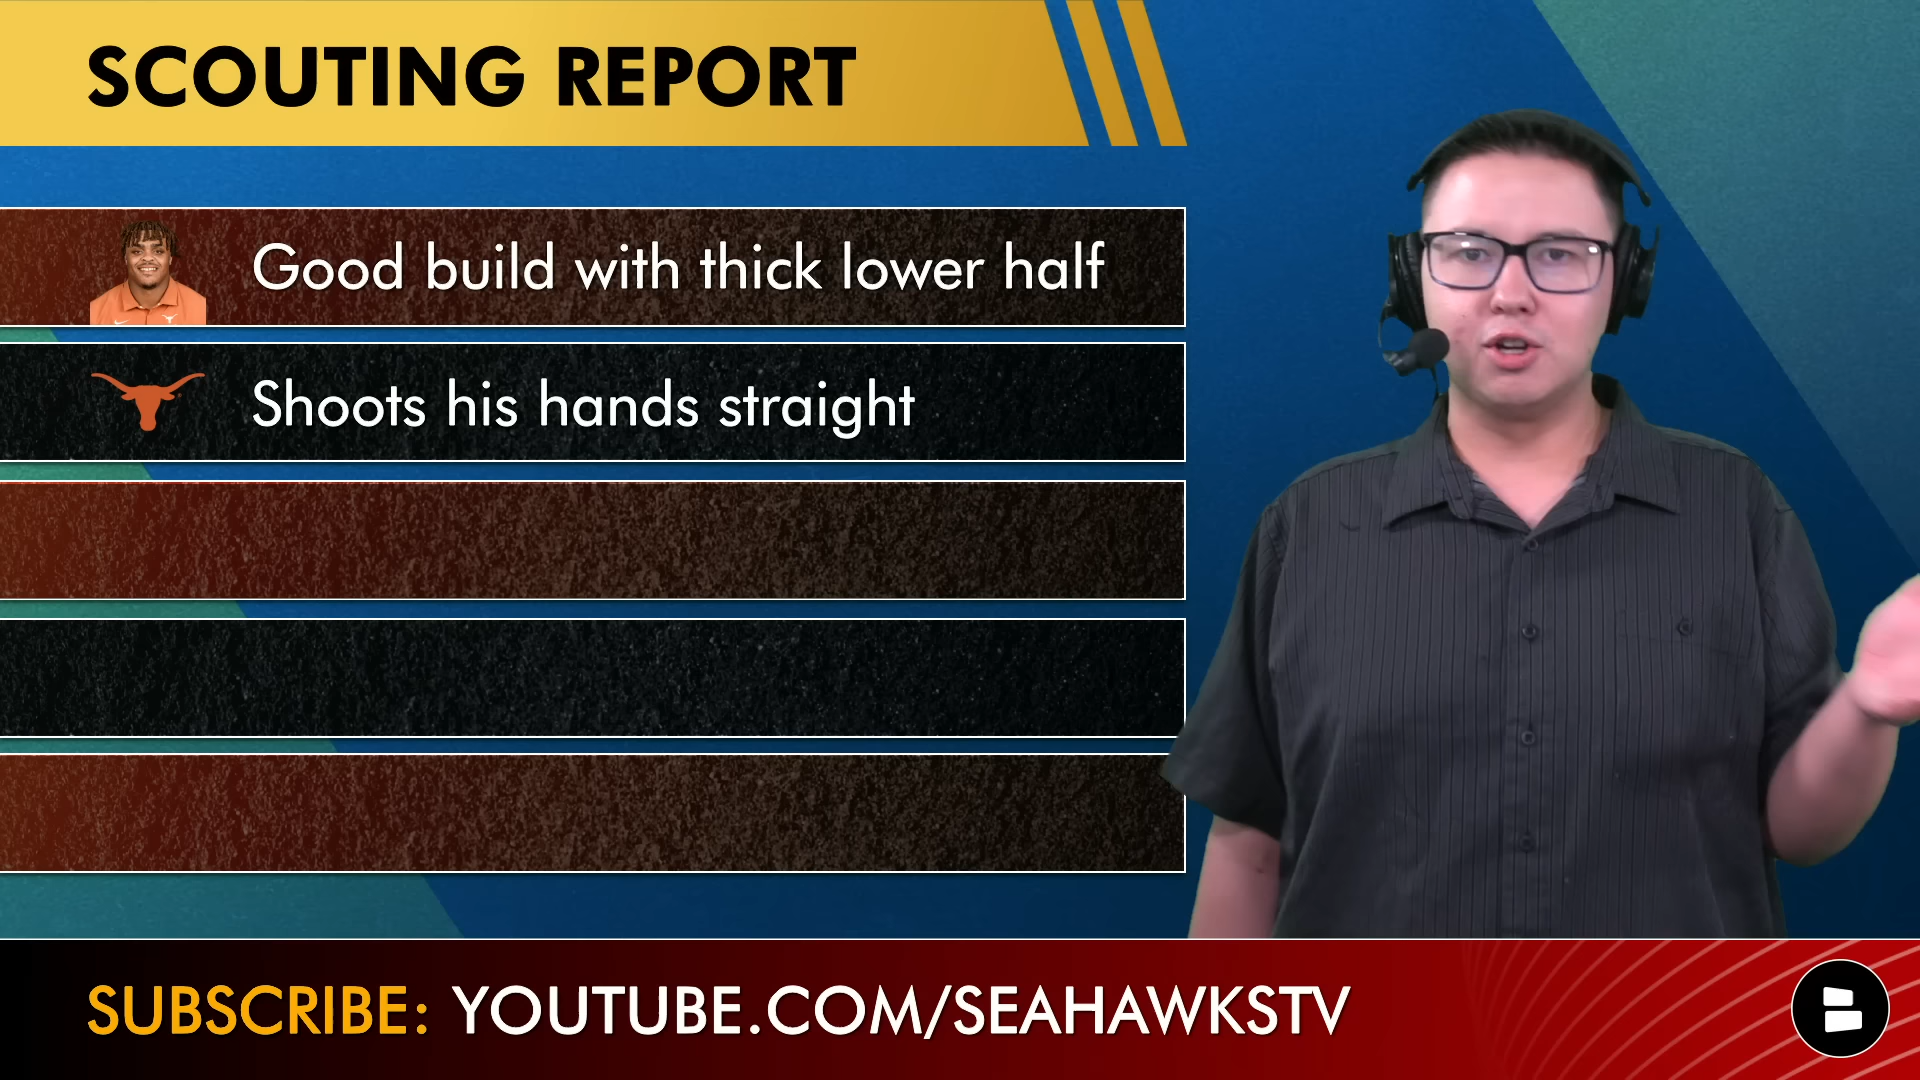 SCOUTING REPORT
Good build with thick lower half
Shoots his hands straight
SUBSCRIBE: YOUTUBE.COM/SEAHAWKSTV